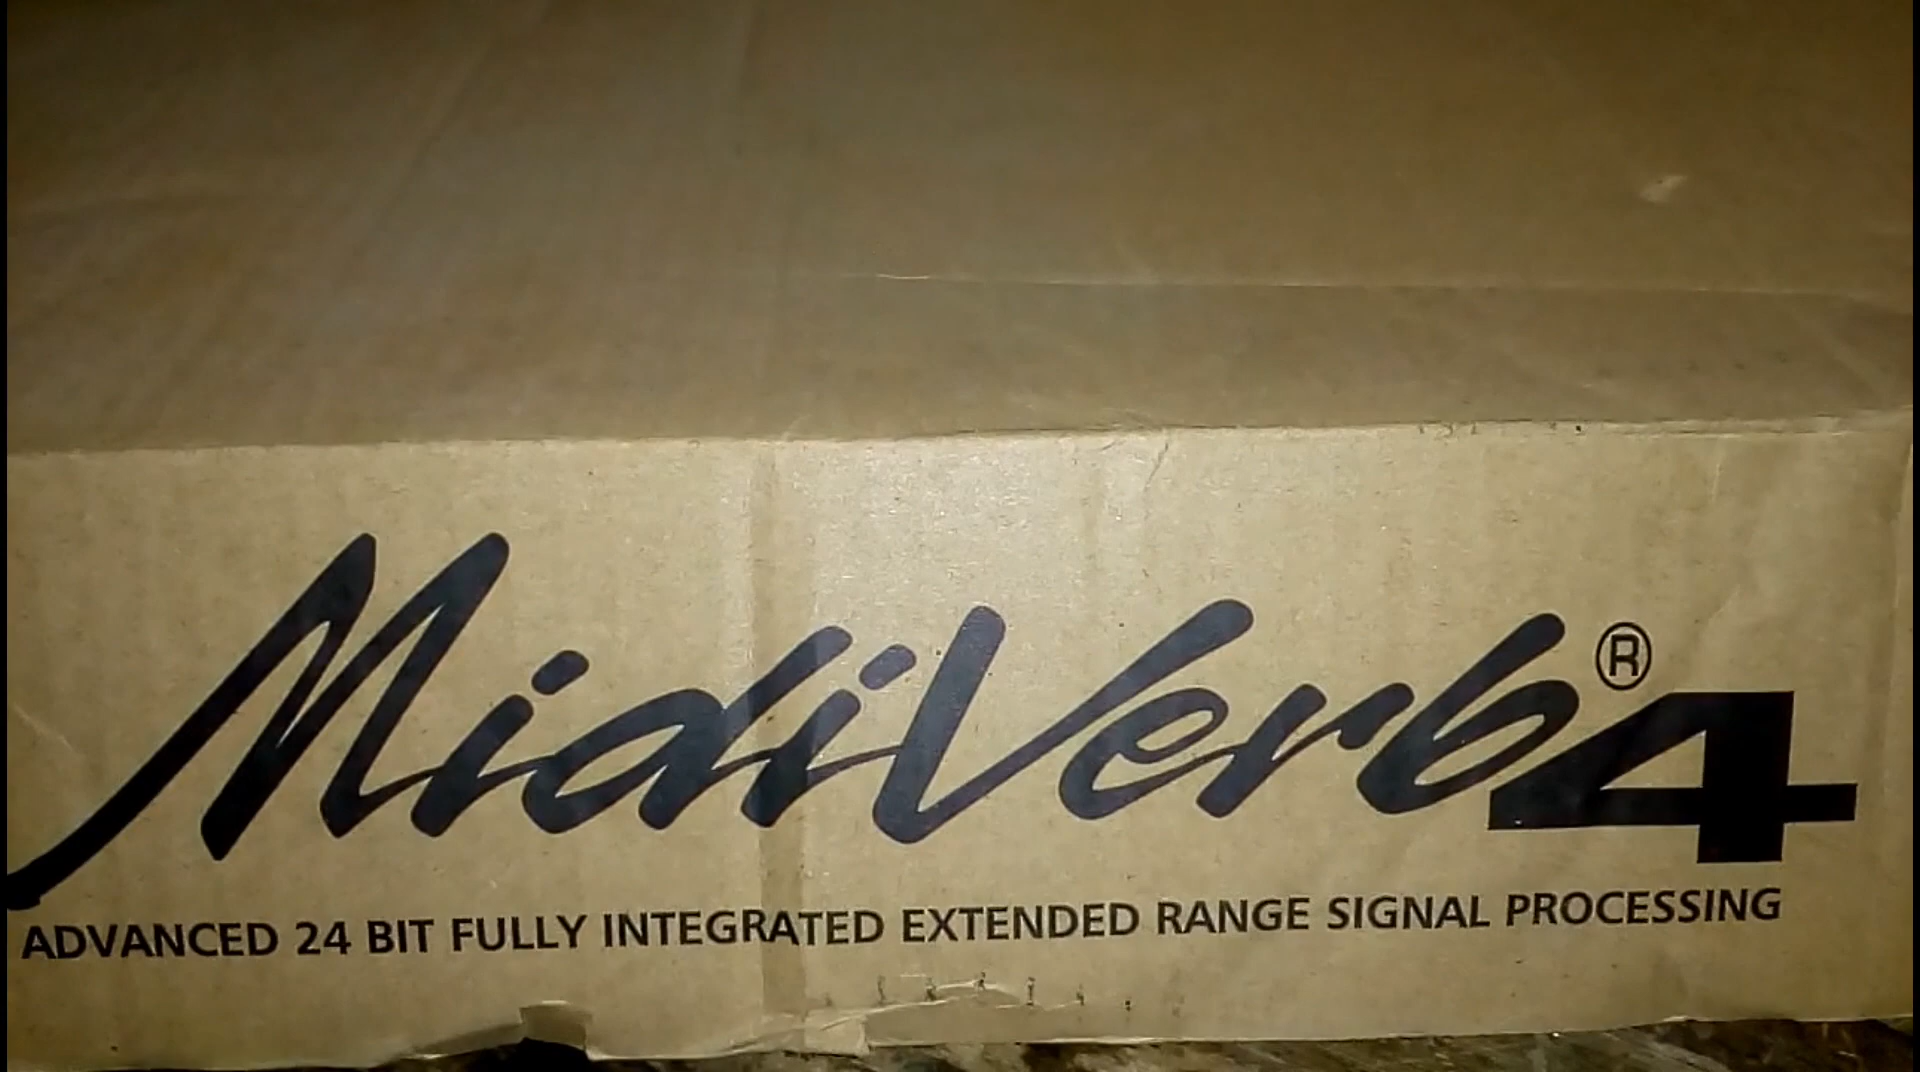 MidiVerb®4
ADVANCED 24 BIT FULLY INTEGRATED EXTENDED RANGE SIGNAL PROCESSING